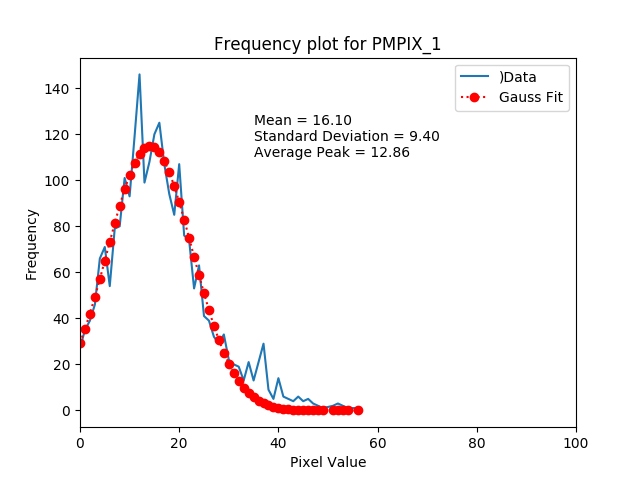 Frequency plot for PMPIX_1
)Data
Gauss Fit
Mean = 16.10
Standard Deviation = 9.40
Average Peak = 12.86
Frequency
140
120
100
80
60
40
20
0
0 20 40 60 80 100
Pixel Value